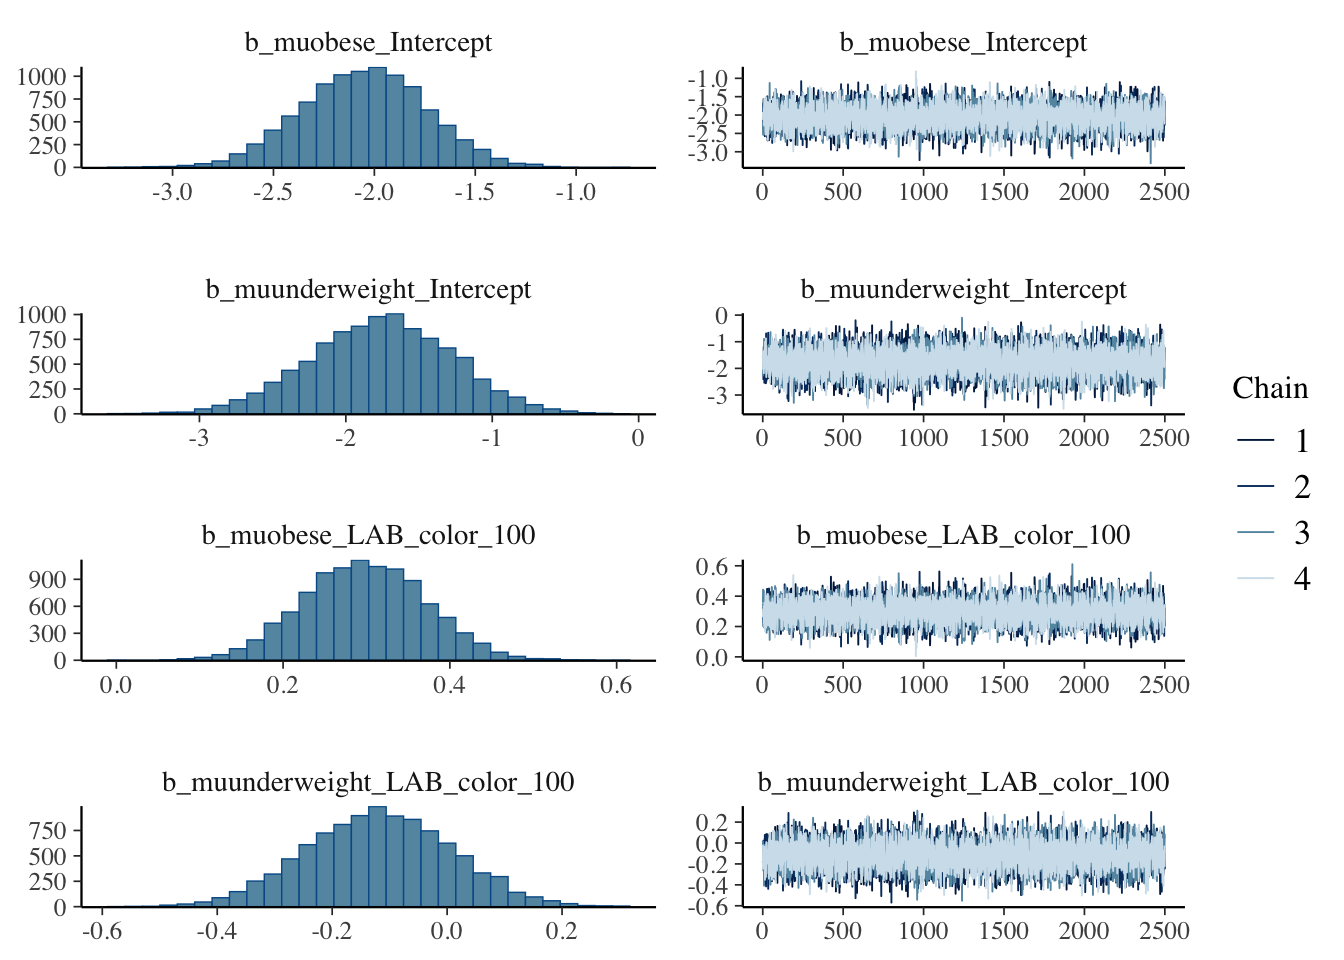 b_muobese_Intercept
1000
750
500
250
0
-3.0 -2.5 -2.0 -1.5 -1.0
b_muobese_Intercept
-1.0
-1.5
-2.0
-2.5
-3.0
0 500 1000 1500 2000 2500
b_muunderweight_Intercept
1000
750
500
250
0
-3 -2 -1 0
b_muunderweight_Intercept
0
-1
-2
-3
0 500 1000 1500 2000 2500
b_muobese_LAB_color_100
900
600
300
0
0.0 0.2 0.4 0.6
b_muobese_LAB_color_100
0.6
0.4
0.2
0.0
0 500 1000 1500 2000 2500
b_muunderweight_LAB_color_100
750
500
250
0
-0.6 -0.4 -0.2 0.0 0.2
b_muunderweight_LAB_color_100
0.2
0.0
-0.2
-0.4
-0.6
0 500 1000 1500 2000 2500
Chain
1
2
3
4